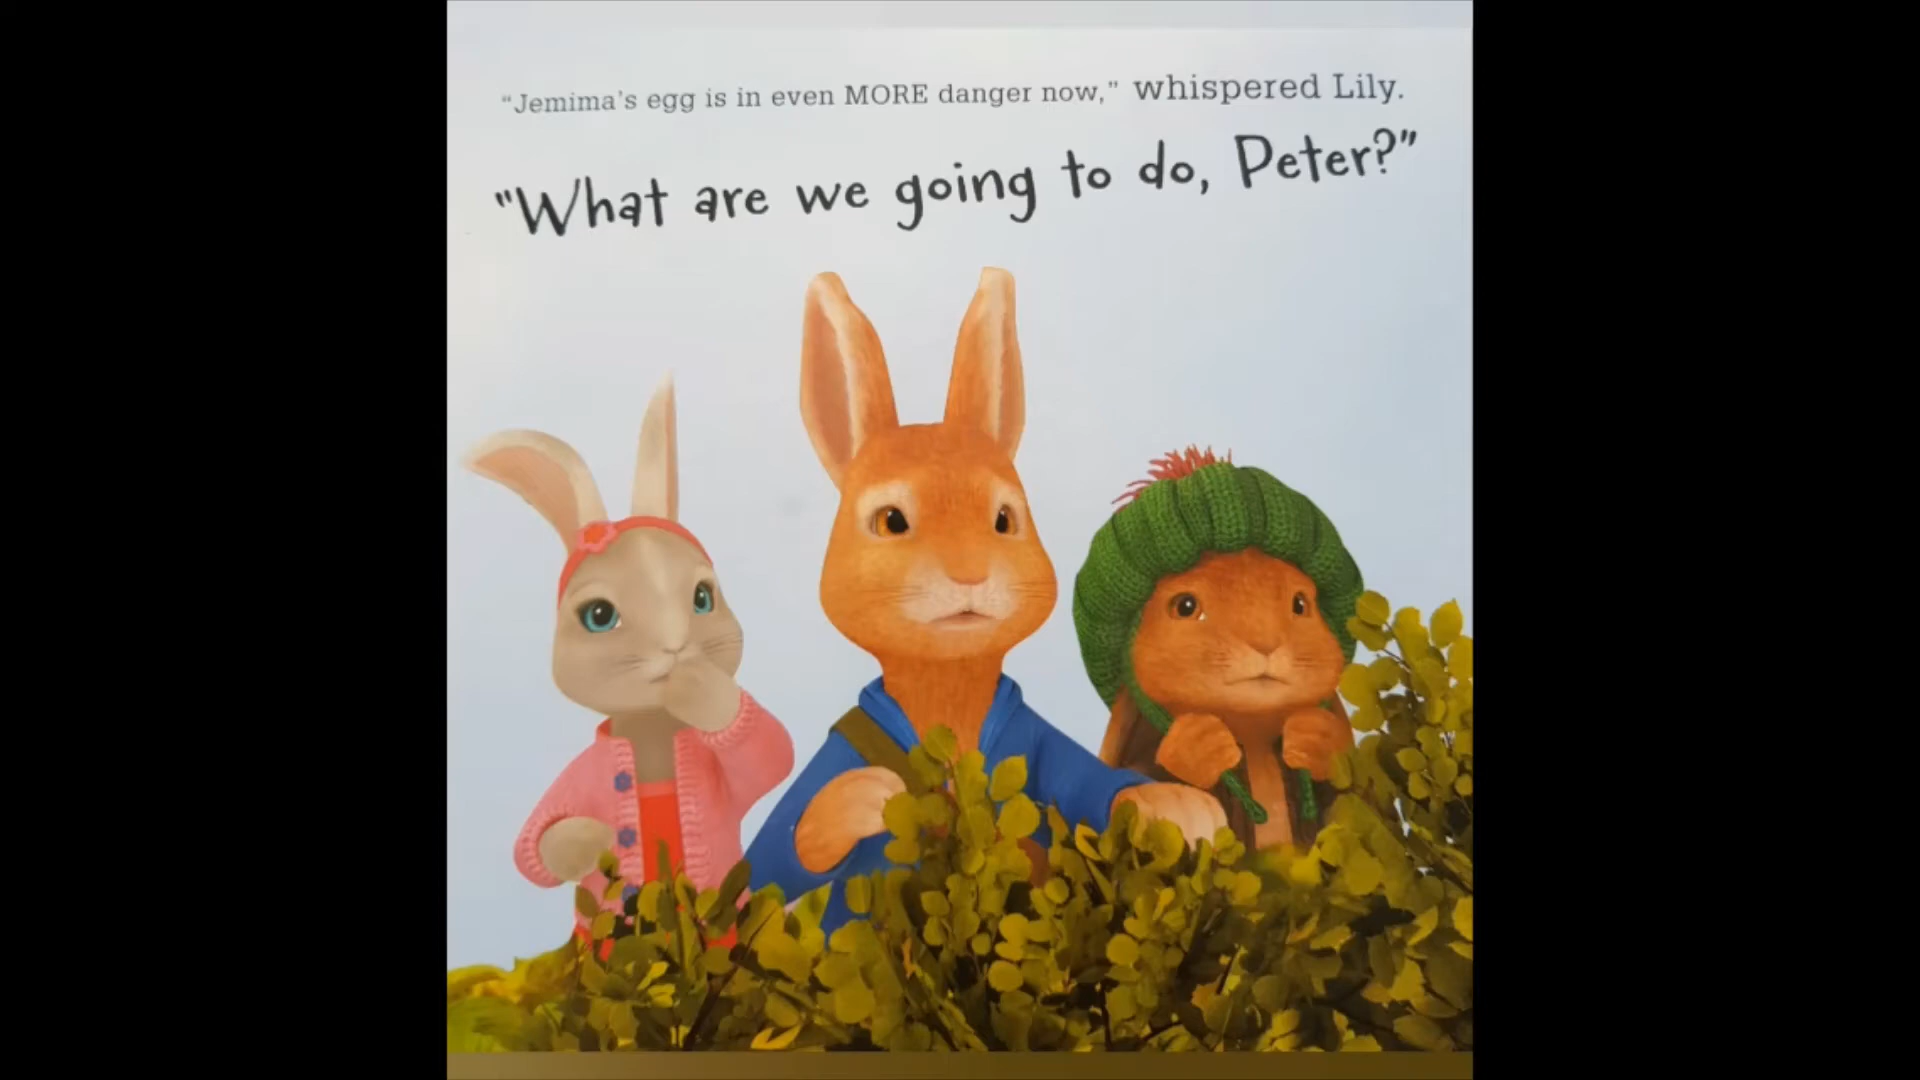 “Jemima’s egg is in even MORE danger now,” whispered Lily.
“What are we going to do, Peter?”